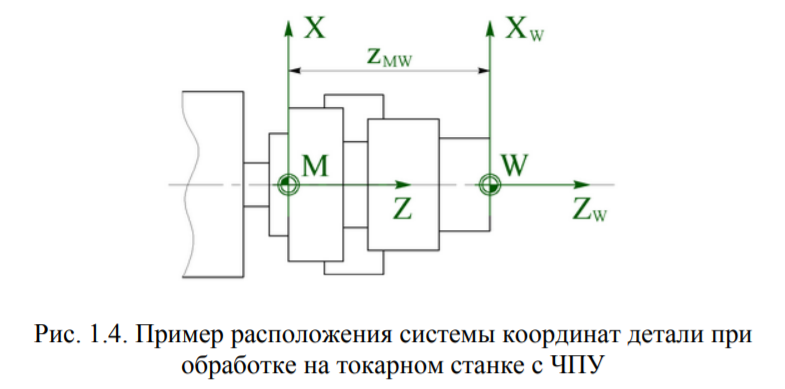 X
X_W
z_MW
M
W
Z
Z_W
Рис. 1.4. Пример расположения системы координат детали при
обработке на токарном станке с ЧПУ